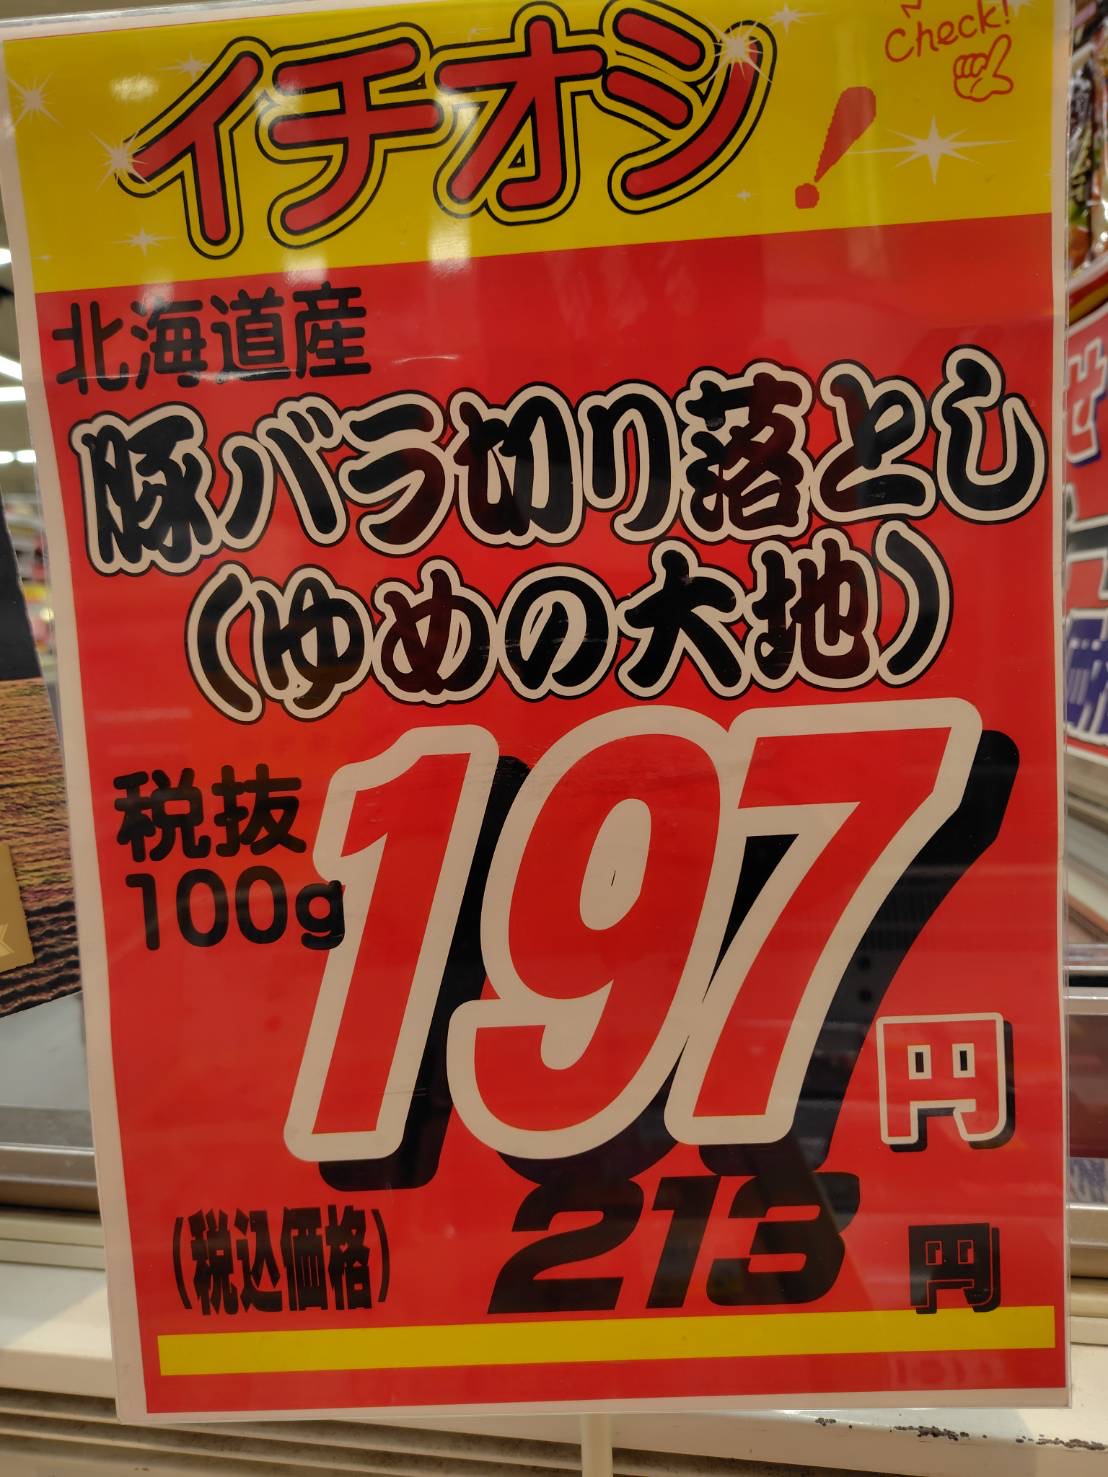 Check!
イチオシ!
北海道産
豚バラ切り落とし
(ゆめの大地)
税抜
100g
197円
(税込価格) 213円
せ